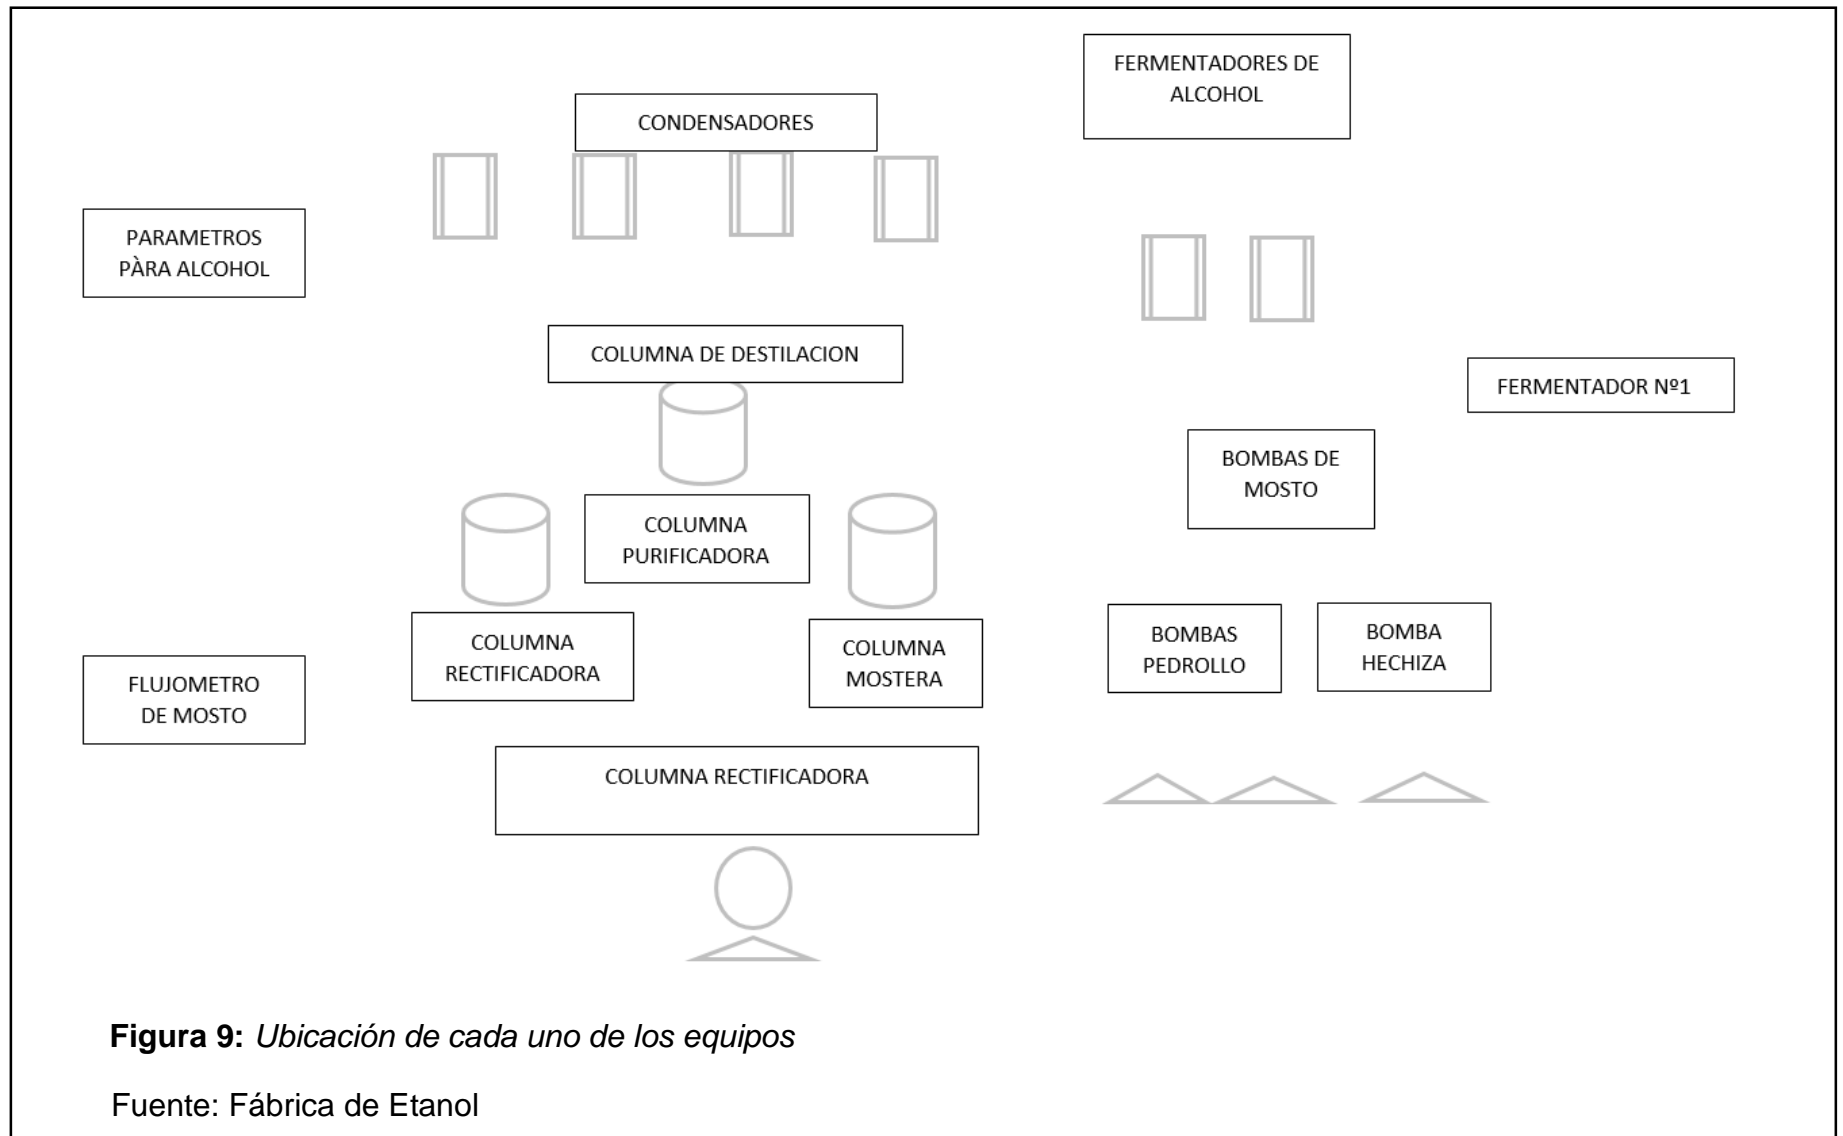 FERMENTADORES DE
ALCOHOL
CONDENSADORES
PARAMETROS
PÀRA ALCOHOL
COLUMNA DE DESTILACION
FERMENTADOR Nº1
BOMBAS DE
MOSTO
COLUMNA
PURIFICADORA
COLUMNA
RECTIFICADORA
COLUMNA
MOSTERA
BOMBAS
PEDROLLO
BOMBA
HECHIZA
FLUJOMETRO
DE MOSTO
COLUMNA RECTIFICADORA
Figura 9: Ubicación de cada uno de los equipos
Fuente: Fábrica de Etanol